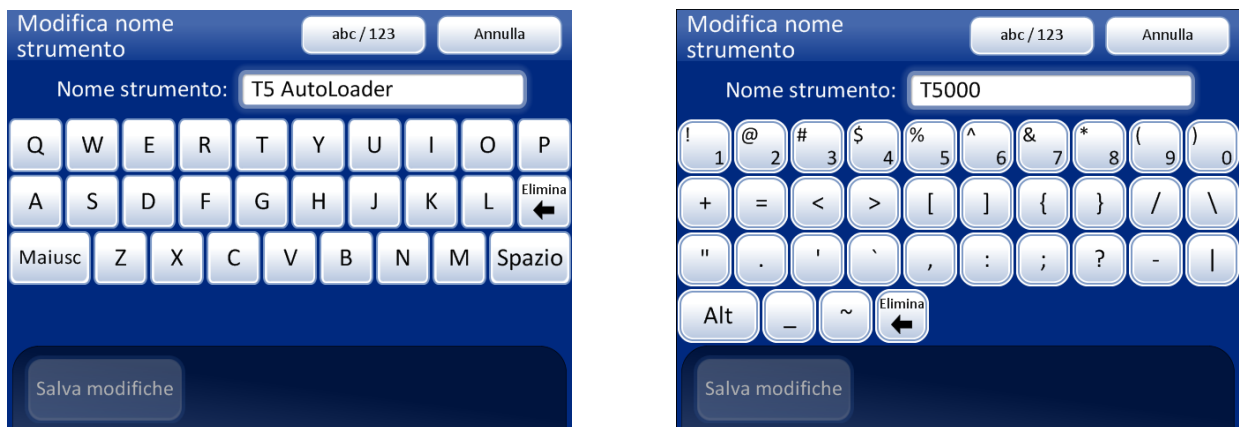 Modifica nome
strumento
abc / 123
Annulla
Nome strumento: T5 AutoLoader
Q W E R T Y U I O P
A S D F G H J K L Elimina
Maiusc Z X C V B N M Spazio
Salva modifiche
Modifica nome
strumento
abc / 123
Annulla
Nome strumento: T5000
! 1 @ 2 # 3 $ 4 % 5 ^ 6 & 7 * 8 ( 9 ) 0
+ = < > [ ] { } / \
" . ' ` , : ; ? - |
Alt _ ~ Elimina
Salva modifiche